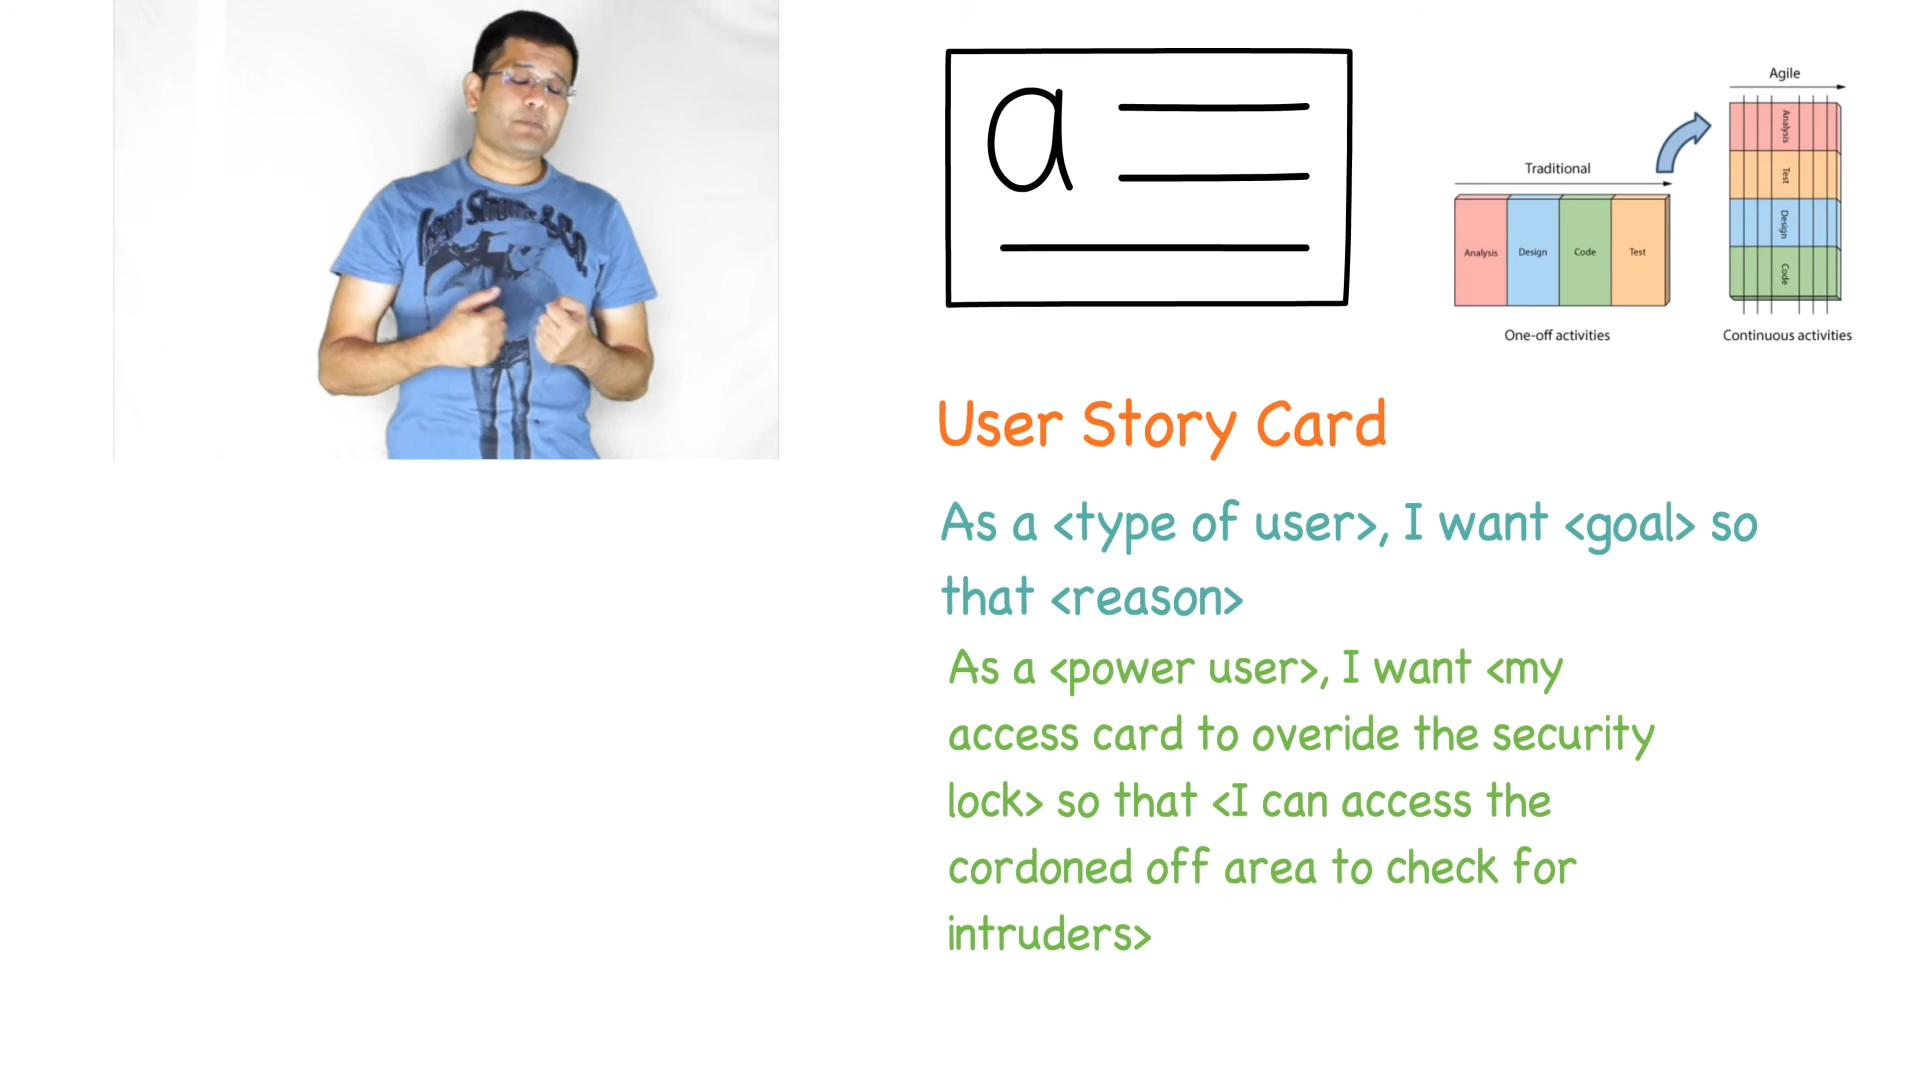 a
Agile
Analysis
Test
Design
Code
Traditional
Analysis Design Code Test
One-off activities
Continuous activities
User Story Card
As a <type of user>, I want <goal> so
that <reason>
As a <power user>, I want <my
access card to overide the security
lock> so that <I can access the
cordoned off area to check for
intruders>